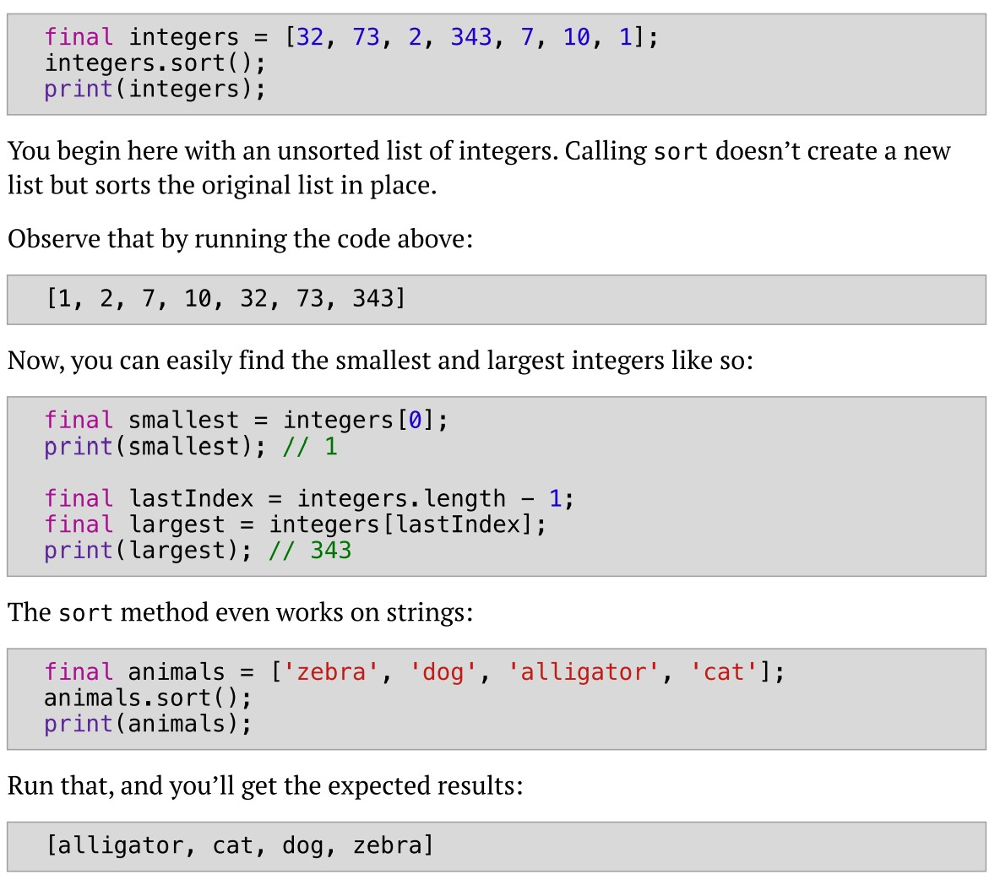 final integers = [32, 73, 2, 343, 7, 10, 1];
integers.sort();
print(integers);
You begin here with an unsorted list of integers. Calling sort doesn’t create a new
list but sorts the original list in place.
Observe that by running the code above:
[1, 2, 7, 10, 32, 73, 343]
Now, you can easily find the smallest and largest integers like so:
final smallest = integers[0];
print(smallest); // 1
final lastIndex = integers.length - 1;
final largest = integers[lastIndex];
print(largest); // 343
The sort method even works on strings:
final animals = ['zebra', 'dog', 'alligator', 'cat'];
animals.sort();
print(animals);
Run that, and you’ll get the expected results:
[alligator, cat, dog, zebra]